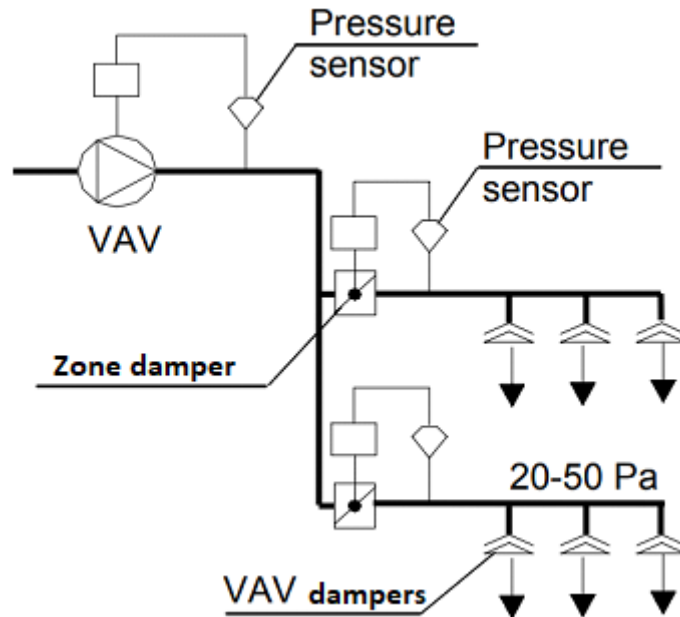 Pressure
sensor
Pressure
sensor
VAV
Zone damper
20-50 Pa
VAV dampers